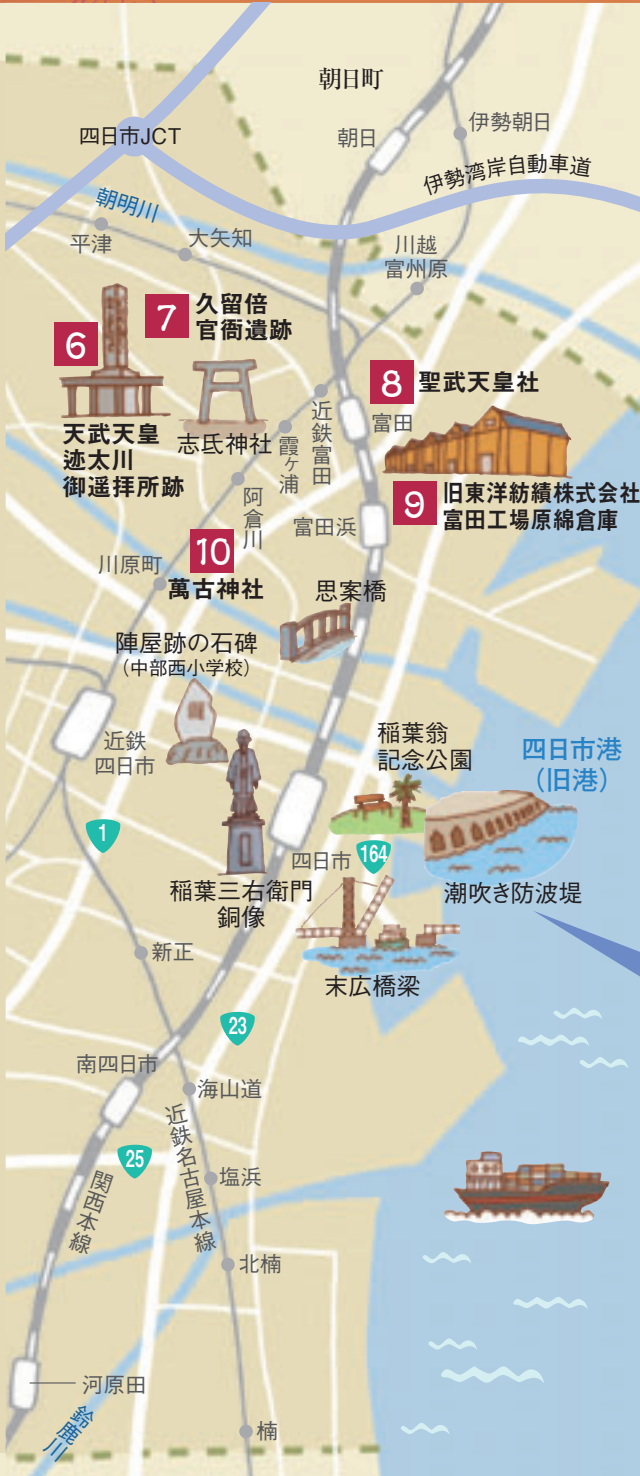 朝日町
四日市JCT
朝日
伊勢朝日
伊勢湾岸自動車道
朝明川
平津
大矢知
川越
富州原
6
天武天皇
迹太川
御遥拝所跡
7
久留倍
官衙遺跡
志氐神社
霞ヶ浦
近鉄富田
8
聖武天皇社
富田
9
旧東洋紡績株式会社
富田工場原綿倉庫
阿倉川
富田浜
10
萬古神社
川原町
思案橋
陣屋跡の石碑
（中部西小学校）
近鉄
四日市
稲葉翁
記念公園
四日市港
（旧港）
1
四日市
164
稲葉三右衛門
銅像
潮吹き防波堤
末広橋梁
新正
23
南四日市
海山道
近鉄名古屋本線
25
関西本線
塩浜
北楠
河原田
鈴鹿川
楠